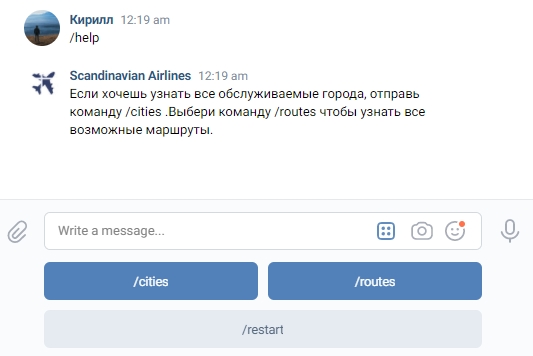 Кирилл 12:19 am
/help
Scandinavian Airlines 12:19 am
Если хочешь узнать все обслуживаемые города, отправь
команду /cities .Выбери команду /routes чтобы узнать все
возможные маршруты.
Write a message...
/cities /routes
/restart